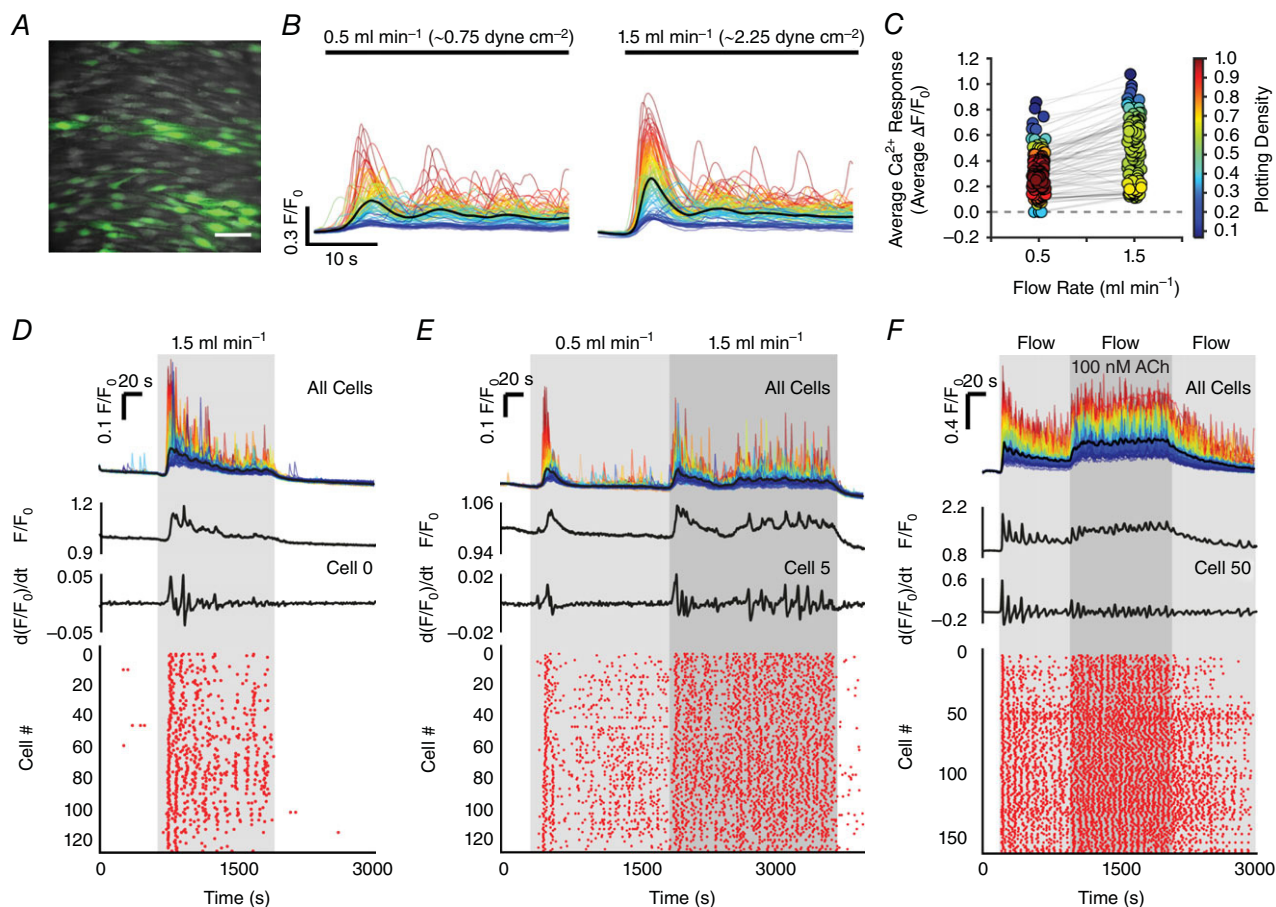 A
B
0.5 ml min⁻¹ (~0.75 dyne cm⁻²)
1.5 ml min⁻¹ (~2.25 dyne cm⁻²)
0.3 F/F₀
10 s
C
Average Ca²⁺ Response
(Average ΔF/F₀)
1.2
1.0
0.8
0.6
0.4
0.2
0.0
−0.2
0.5
1.5
Flow Rate (ml min⁻¹)
1.0
0.9
0.8
0.7
0.6
0.5
0.4
0.3
0.2
0.1
Plotting Density
D
1.5 ml min⁻¹
20 s
0.1 F/F₀
All Cells
1.2
0.9
F/F₀
Cell 0
0.05
−0.05
d(F/F₀)/dt
0
20
40
60
80
100
120
Cell #
0
1500
3000
Time (s)
E
0.5 ml min⁻¹
1.5 ml min⁻¹
20 s
0.1 F/F₀
All Cells
1.06
0.94
F/F₀
Cell 5
0.02
−0.02
d(F/F₀)/dt
0
20
40
60
80
100
120
Cell #
0
1500
3000
Time (s)
F
Flow
Flow
Flow
100 nM ACh
20 s
0.4 F/F₀
All Cells
2.2
0.8
F/F₀
Cell 50
0.6
−0.2
d(F/F₀)/dt
0
50
100
150
Cell #
0
1500
3000
Time (s)